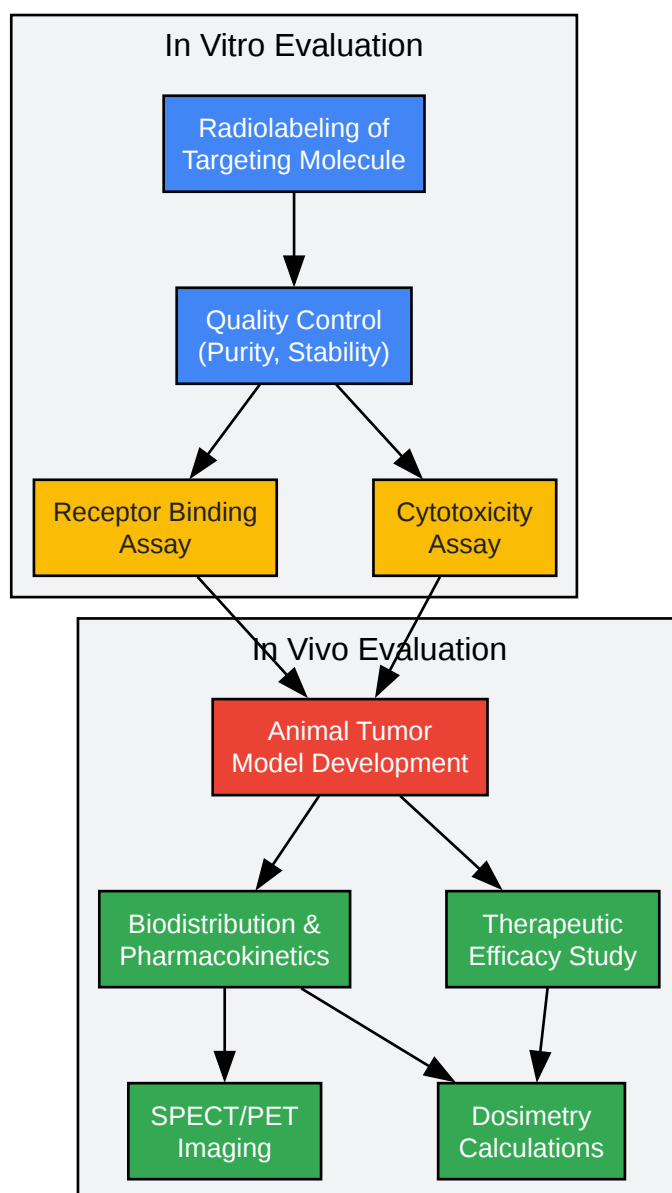 In Vitro Evaluation
Radiolabeling of
Targeting Molecule
Quality Control
(Purity, Stability)
Receptor Binding
Assay
Cytotoxicity
Assay
In Vivo Evaluation
Animal Tumor
Model Development
Biodistribution &
Pharmacokinetics
Therapeutic
Efficacy Study
SPECT/PET
Imaging
Dosimetry
Calculations